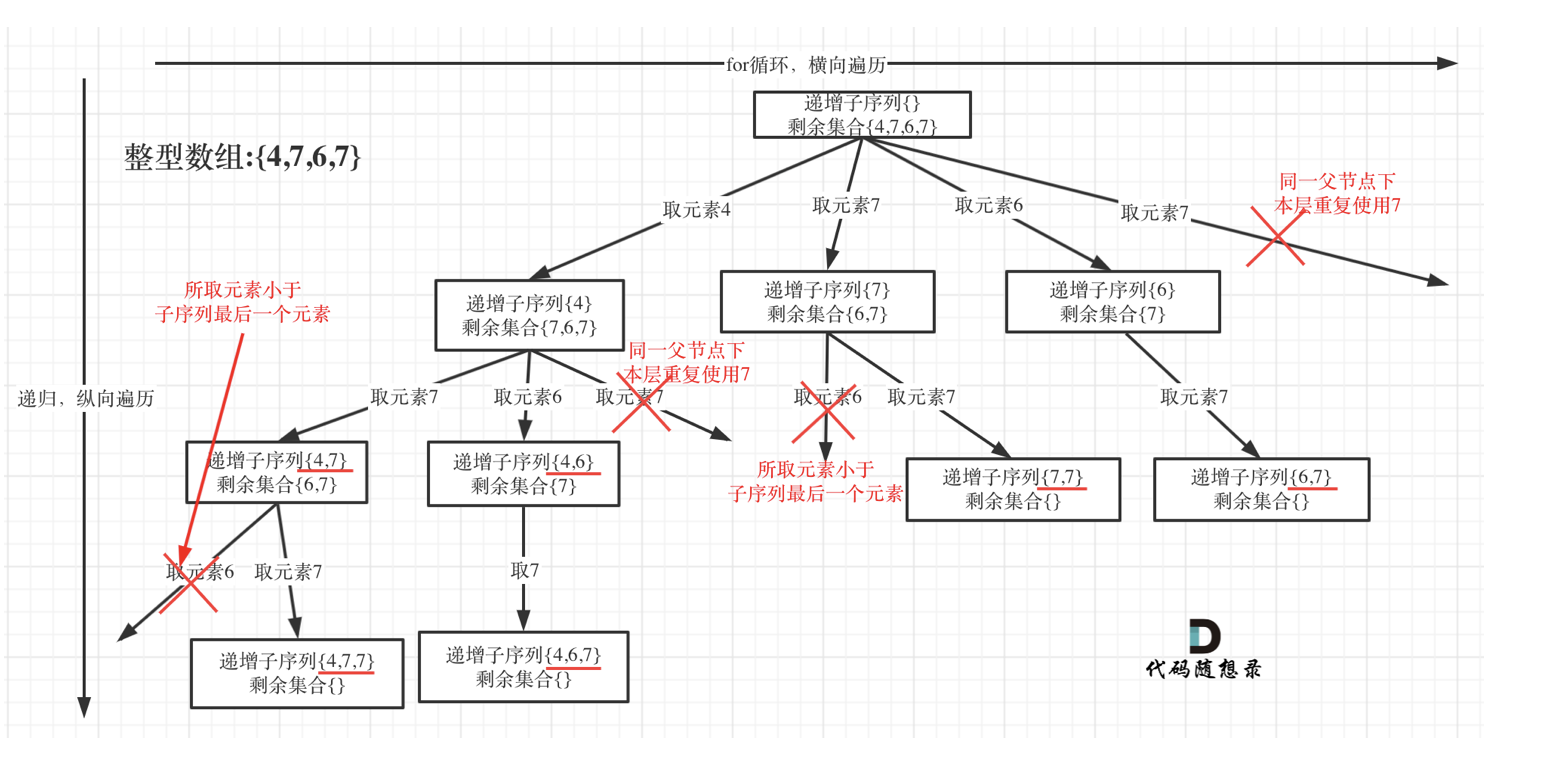 for循环，横向遍历
递增子序列{}
剩余集合{4,7,6,7}
整型数组:{4,7,6,7}
同一父节点下
本层重复使用7
取元素4
取元素7
取元素6
取元素7
所取元素小于
子序列最后一个元素
递增子序列{4}
剩余集合{7,6,7}
递增子序列{7}
剩余集合{6,7}
递增子序列{6}
剩余集合{7}
同一父节点下
本层重复使用7
递归，纵向遍历
取元素7
取元素6
取元素7
取元素6
取元素7
取元素7
递增子序列{4,7}
剩余集合{6,7}
递增子序列{4,6}
剩余集合{7}
所取元素小于
子序列最后一个元素
递增子序列{7,7}
剩余集合{}
递增子序列{6,7}
剩余集合{}
取元素6
取元素7
取7
递增子序列{4,7,7}
剩余集合{}
递增子序列{4,6,7}
剩余集合{}
代码随想录